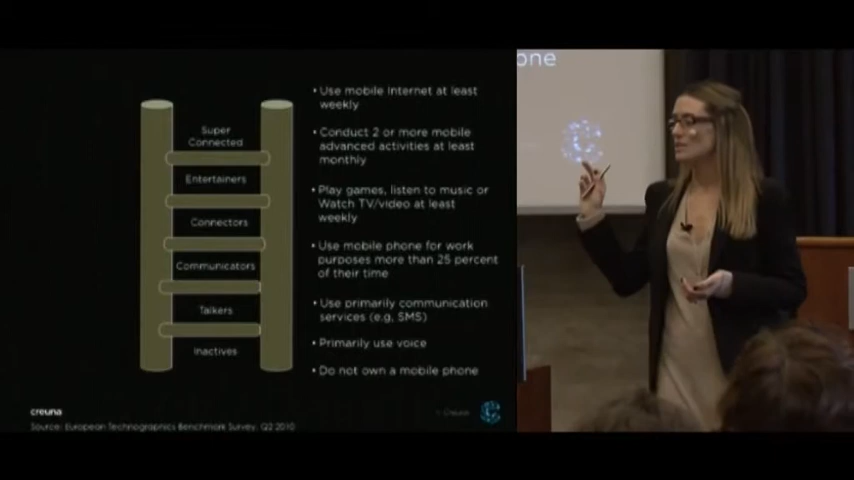 one
Super
Connected
Entertainers
Connectors
Communicators
Talkers
Inactives
• Use mobile Internet at least
weekly
• Conduct 2 or more mobile
advanced activities at least
monthly
• Play games, listen to music or
Watch TV/video at least
weekly
• Use mobile phone for work
purposes more than 25 percent
of their time
• Use primarily communication
services (e.g, SMS)
• Primarily use voice
• Do not own a mobile phone
creuna
© Creuna
Source: European Technographics Benchmark Survey, Q2 2010